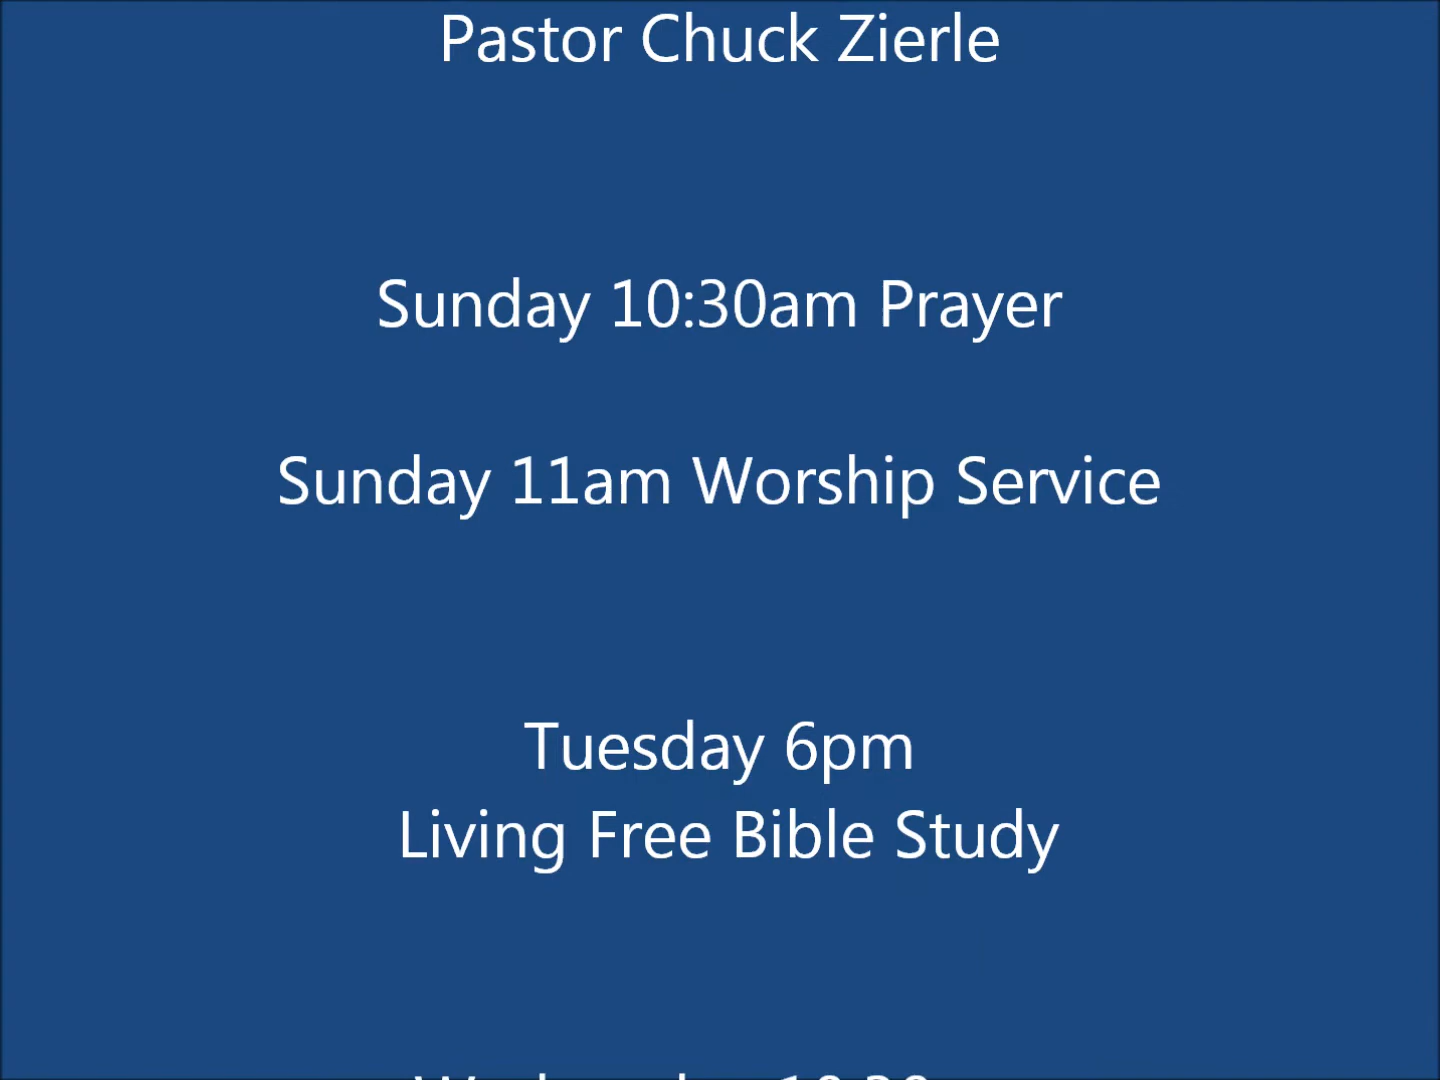 Pastor Chuck Zierle
Sunday 10:30am Prayer
Sunday 11am Worship Service
Tuesday 6pm
Living Free Bible Study